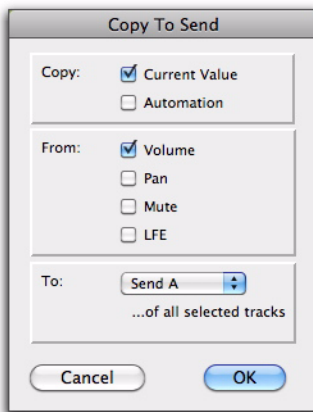 Copy To Send
Copy: Current Value
Automation
From: Volume
Pan
Mute
LFE
To: Send A
...of all selected tracks
Cancel OK